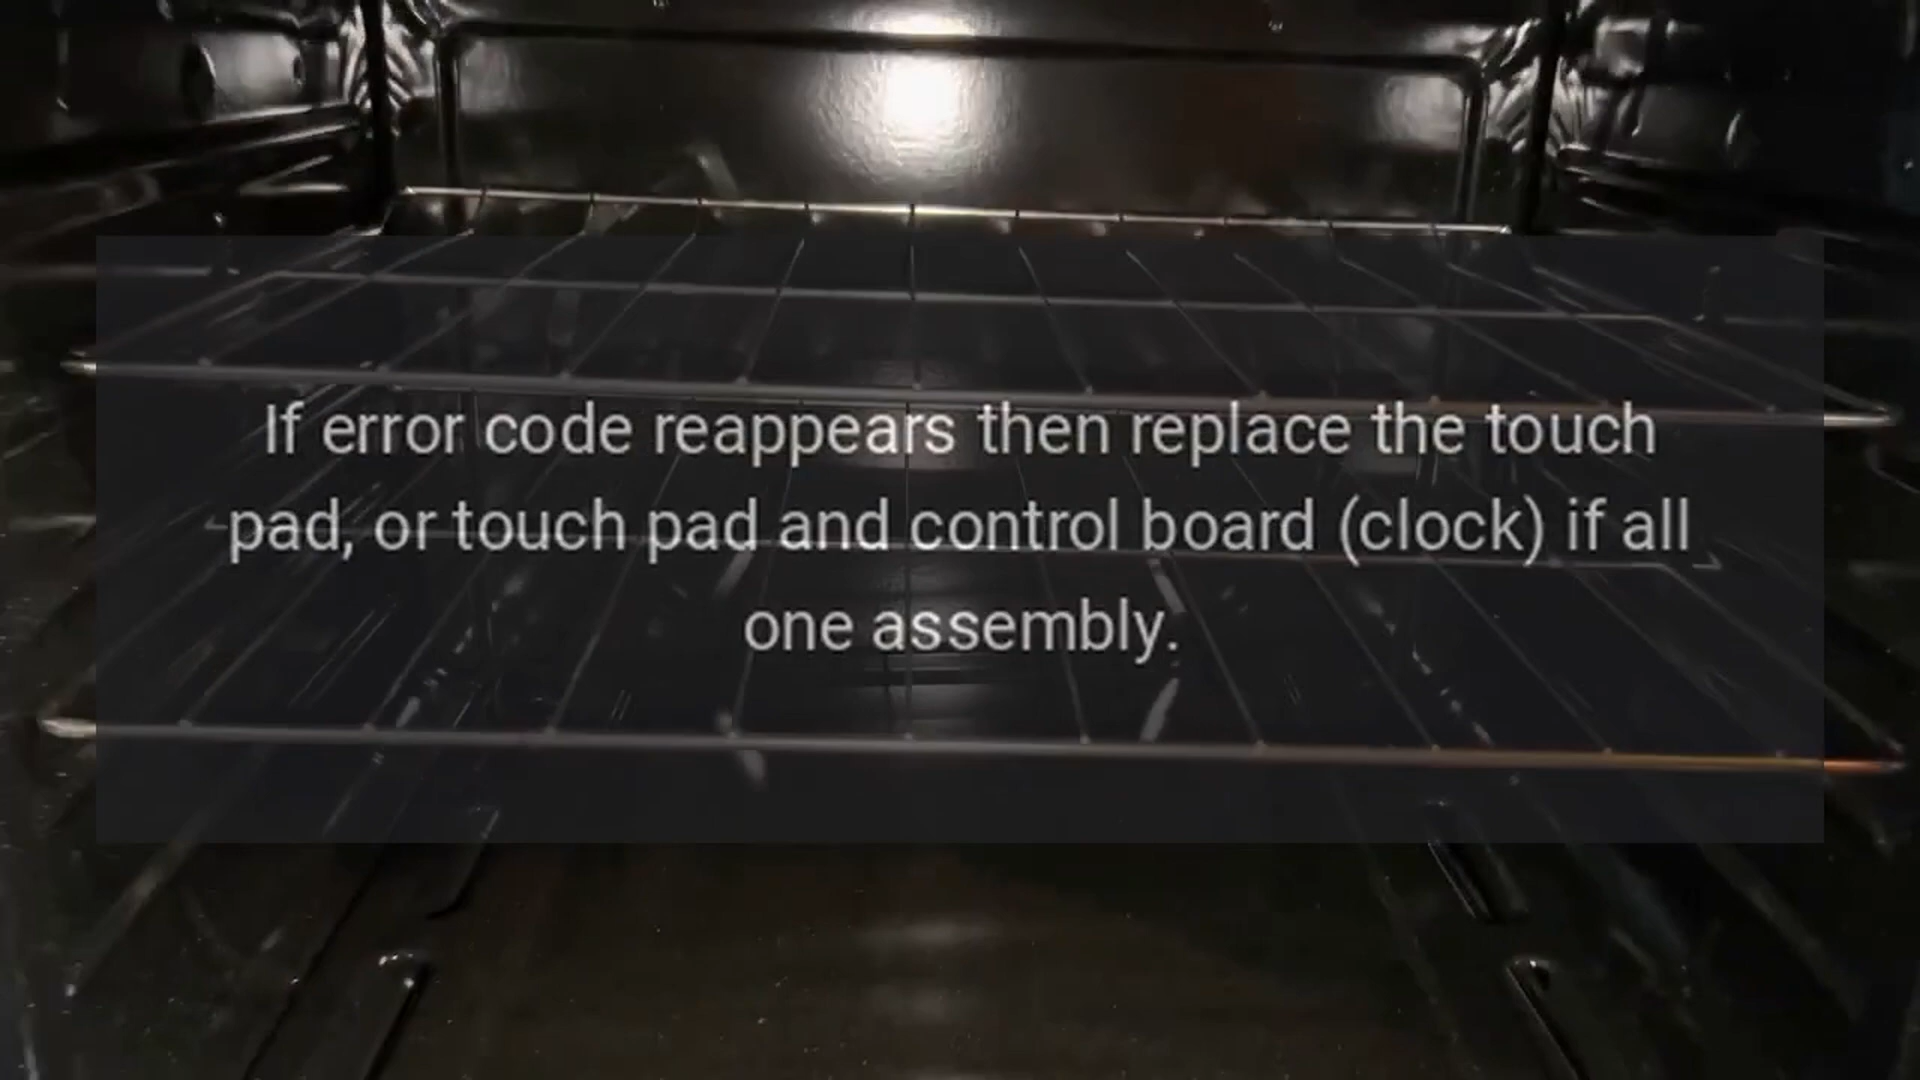 If error code reappears then replace the touch
pad, or touch pad and control board (clock) if all
one assembly.